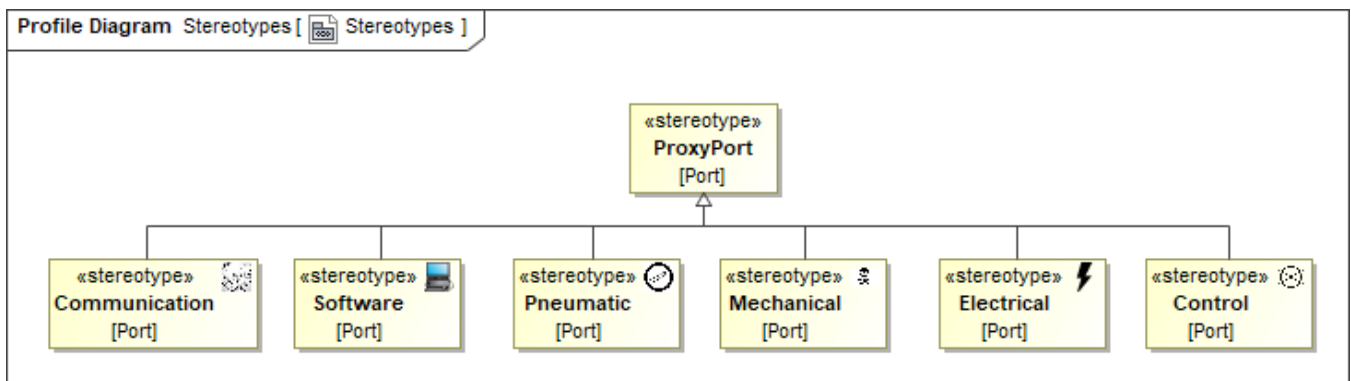 Profile Diagram Stereotypes [ Stereotypes ]
«stereotype»
ProxyPort
[Port]
«stereotype»
Communication
[Port]
«stereotype»
Software
[Port]
«stereotype»
Pneumatic
[Port]
«stereotype»
Mechanical
[Port]
«stereotype»
Electrical
[Port]
«stereotype»
Control
[Port]